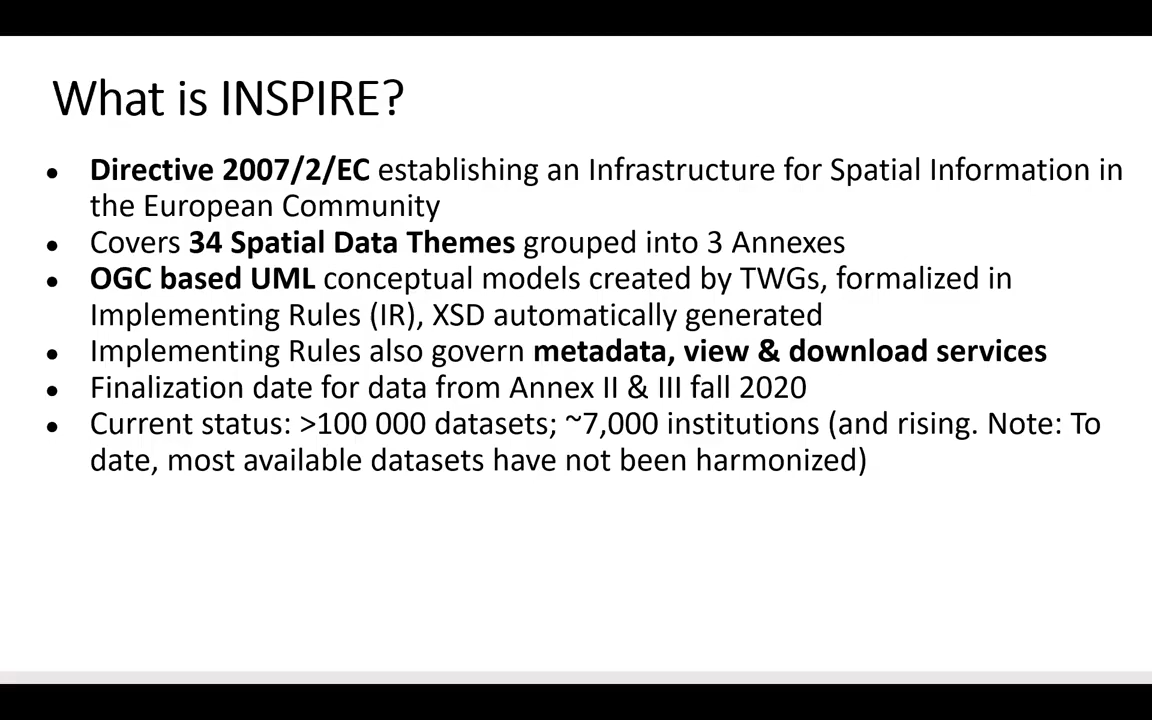 What is INSPIRE?
• Directive 2007/2/EC establishing an Infrastructure for Spatial Information in
the European Community
• Covers 34 Spatial Data Themes grouped into 3 Annexes
• OGC based UML conceptual models created by TWGs, formalized in
Implementing Rules (IR), XSD automatically generated
• Implementing Rules also govern metadata, view & download services
• Finalization date for data from Annex II & III fall 2020
• Current status: >100 000 datasets; ~7,000 institutions (and rising. Note: To
date, most available datasets have not been harmonized)